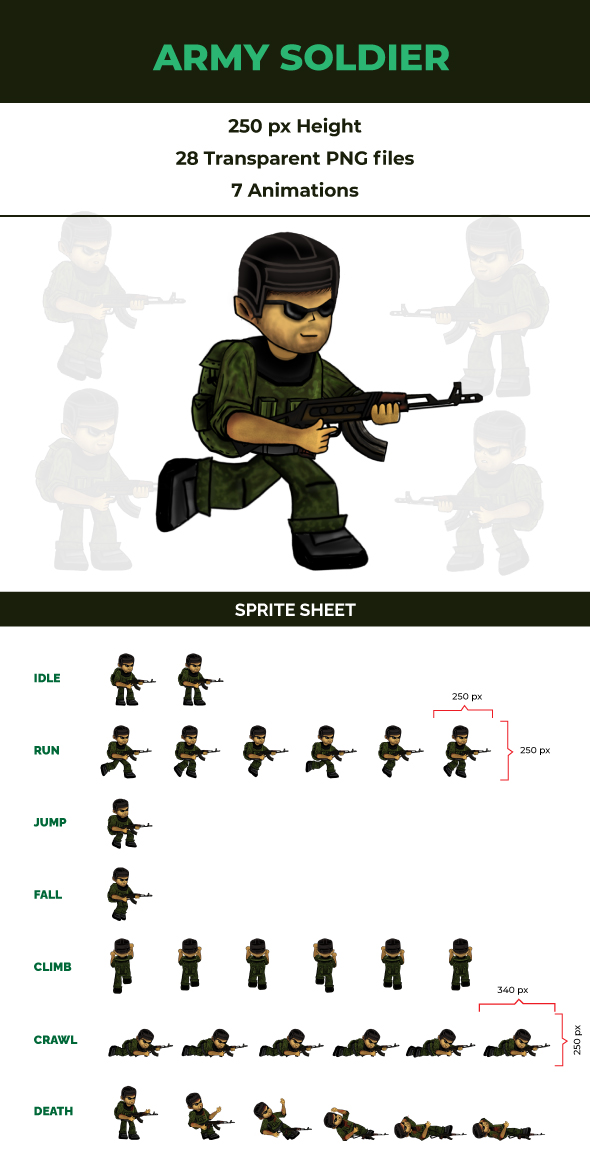 ARMY SOLDIER
250 px Height
28 Transparent PNG files
7 Animations
SPRITE SHEET
IDLE
250 px
RUN
250 px
JUMP
FALL
CLIMB
340 px
CRAWL
250 px
DEATH